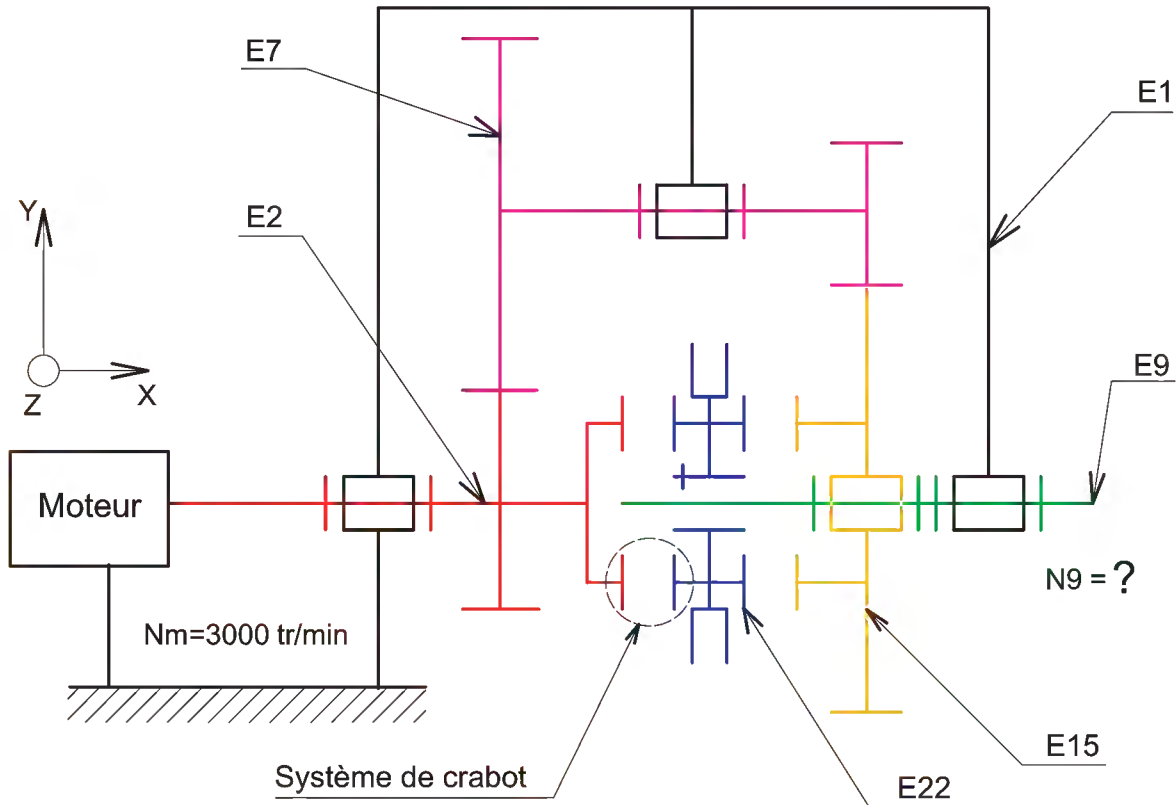 E7
E1
Y
E2
Z
X
E9
Moteur
N9 = ?
Nm=3000 tr/min
E15
Système de crabot
E22